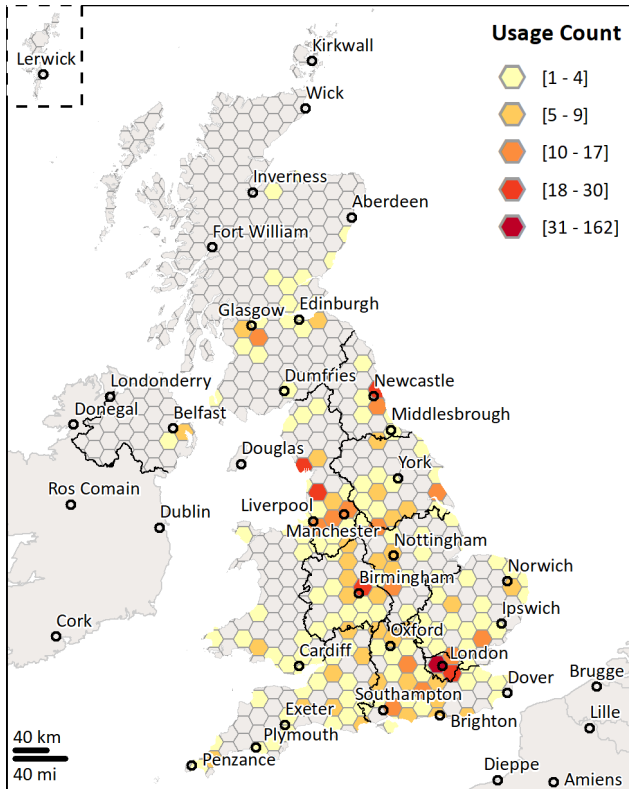 Kirkwall
Lerwick
Usage Count
[1 - 4]
Wick
[5 - 9]
[10 - 17]
Inverness
[18 - 30]
Aberdeen
[31 - 162]
Fort William
Glasgow
Edinburgh
Londonderry
Dumfries
Newcastle
Donegal
Belfast
Middlesbrough
Douglas
York
Ros Comain
Liverpool
Dublin
Manchester
Nottingham
Norwich
Birmingham
Ipswich
Cork
Oxford
Cardiff
London
Dover
Brugge
Southampton
Exeter
Brighton
Lille
40 km
Plymouth
40 mi
Penzance
Dieppe
Amiens